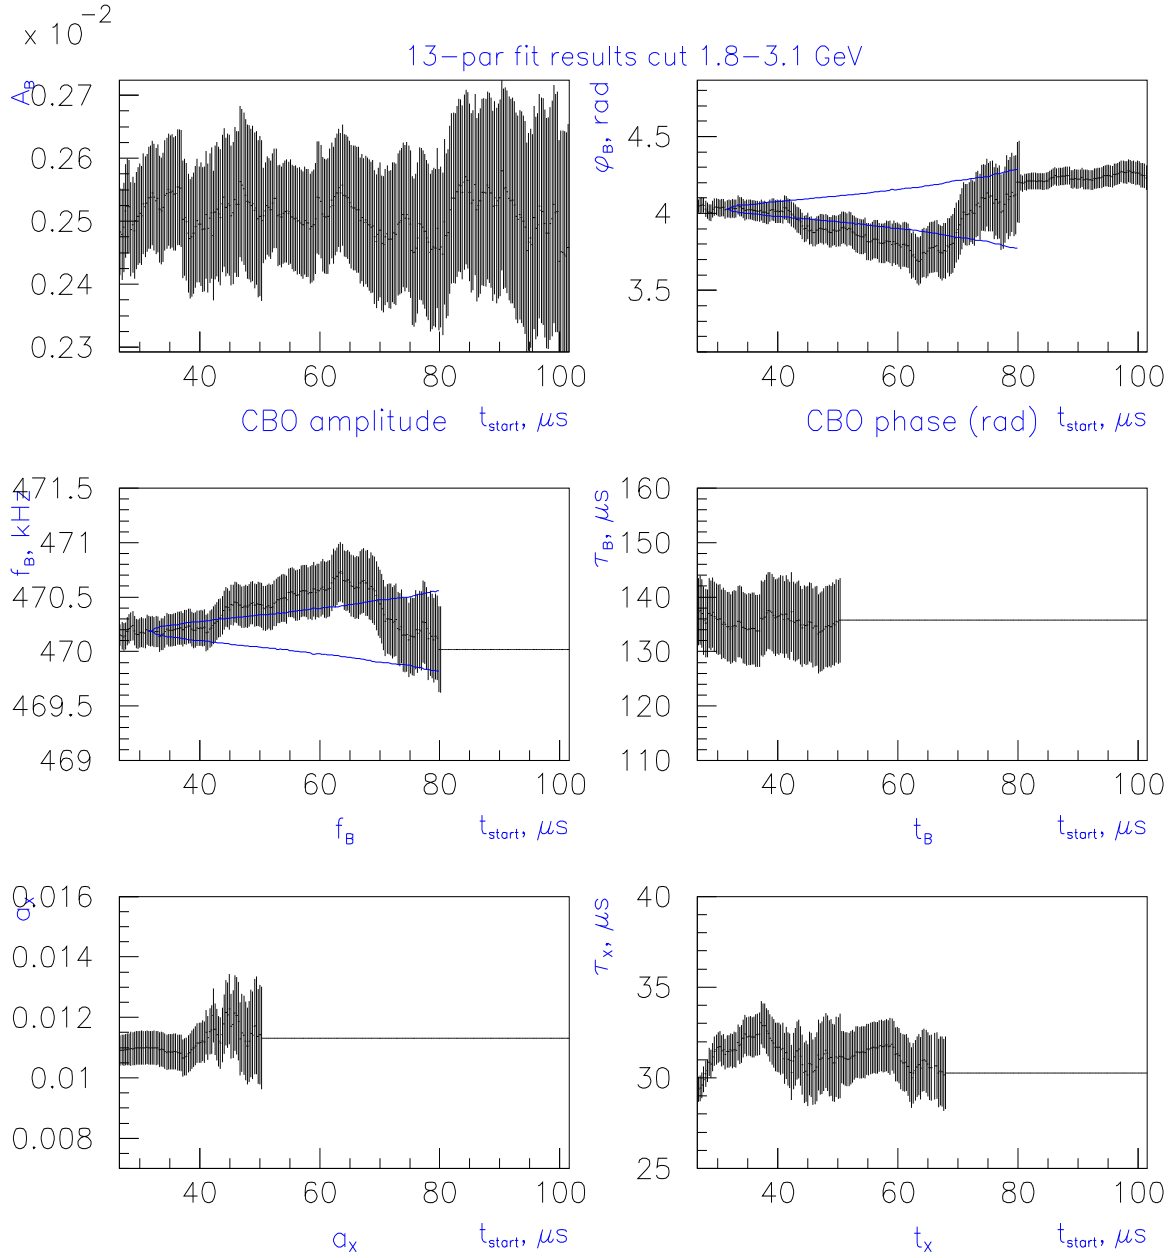 x 10⁻²
13-par fit results cut 1.8-3.1 GeV
A_B
0.27
0.26
0.25
0.24
0.23
40 60 80 100
CBO amplitude t_start, μs
φ_B, rad
4.5
4
3.5
40 60 80 100
CBO phase (rad) t_start, μs
f_B, kHz
471.5
471
470.5
470
469.5
469
40 60 80 100
f_B t_start, μs
τ_B, μs
160
150
140
130
120
110
40 60 80 100
t_B t_start, μs
a_X
0.016
0.014
0.012
0.01
0.008
40 60 80 100
a_X t_start, μs
τ_X, μs
40
35
30
25
40 60 80 100
t_X t_start, μs